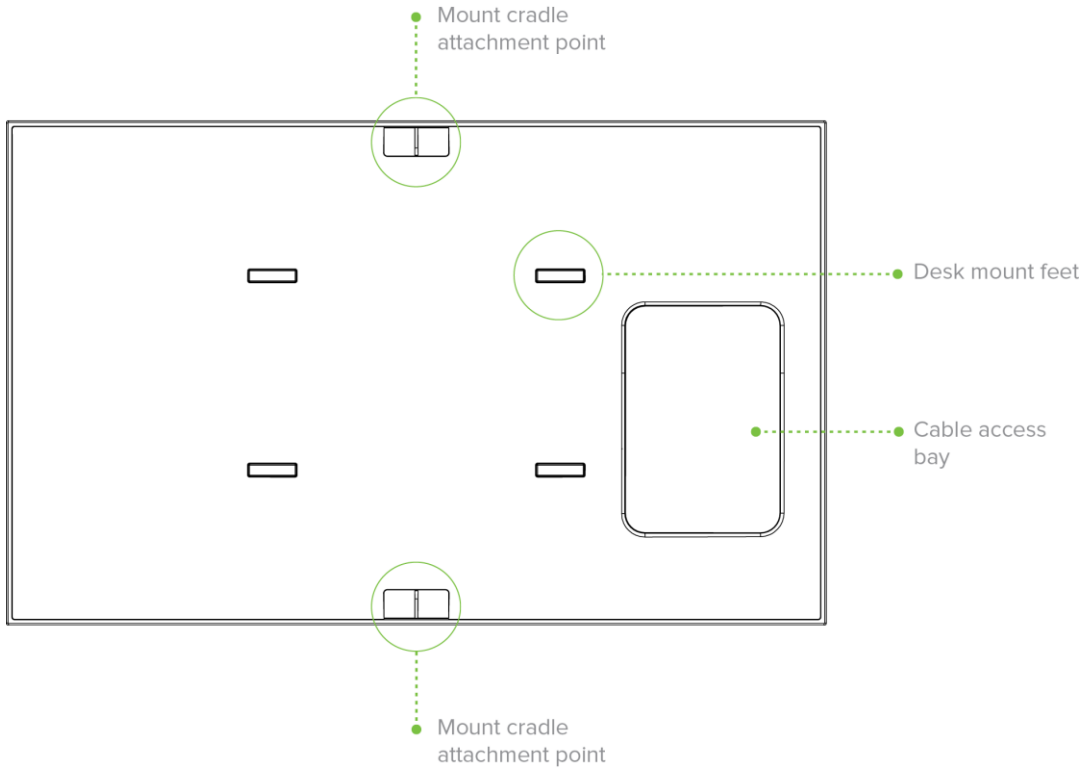 Mount cradle
attachment point
Desk mount feet
Cable access
bay
Mount cradle
attachment point